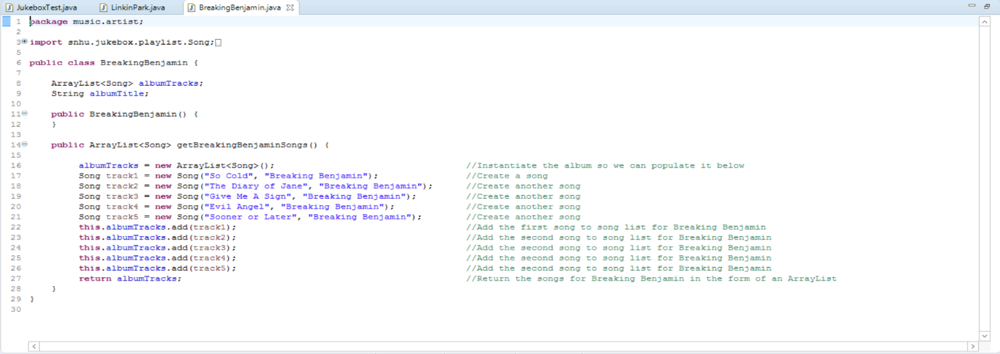 JukeboxTest.java LinkinPark.java BreakingBenjamin.java
1 package music.artist;
2
3 import snhu.jukebox.playlist.Song;
5
6 public class BreakingBenjamin {
7
8 ArrayList<Song> albumTracks;
9 String albumTitle;
10
11 public BreakingBenjamin() {
12 }
13
14 public ArrayList<Song> getBreakingBenjaminSongs() {
15
16 albumTracks = new ArrayList<Song>(); //Instantiate the album so we can populate it below
17 Song track1 = new Song("So Cold", "Breaking Benjamin"); //Create a song
18 Song track2 = new Song("The Diary of Jane", "Breaking Benjamin"); //Create another song
19 Song track3 = new Song("Give Me A Sign", "Breaking Benjamin"); //Create another song
20 Song track4 = new Song("Evil Angel", "Breaking Benjamin"); //Create another song
21 Song track5 = new Song("Sooner or Later", "Breaking Benjamin"); //Create another song
22 this.albumTracks.add(track1); //Add the first song to song list for Breaking Benjamin
23 this.albumTracks.add(track2); //Add the second song to song list for Breaking Benjamin
24 this.albumTracks.add(track3); //Add the second song to song list for Breaking Benjamin
25 this.albumTracks.add(track4); //Add the second song to song list for Breaking Benjamin
26 this.albumTracks.add(track5); //Add the second song to song list for Breaking Benjamin
27 return albumTracks; //Return the songs for Breaking Benjamin in the form of an ArrayList
28 }
29 }
30